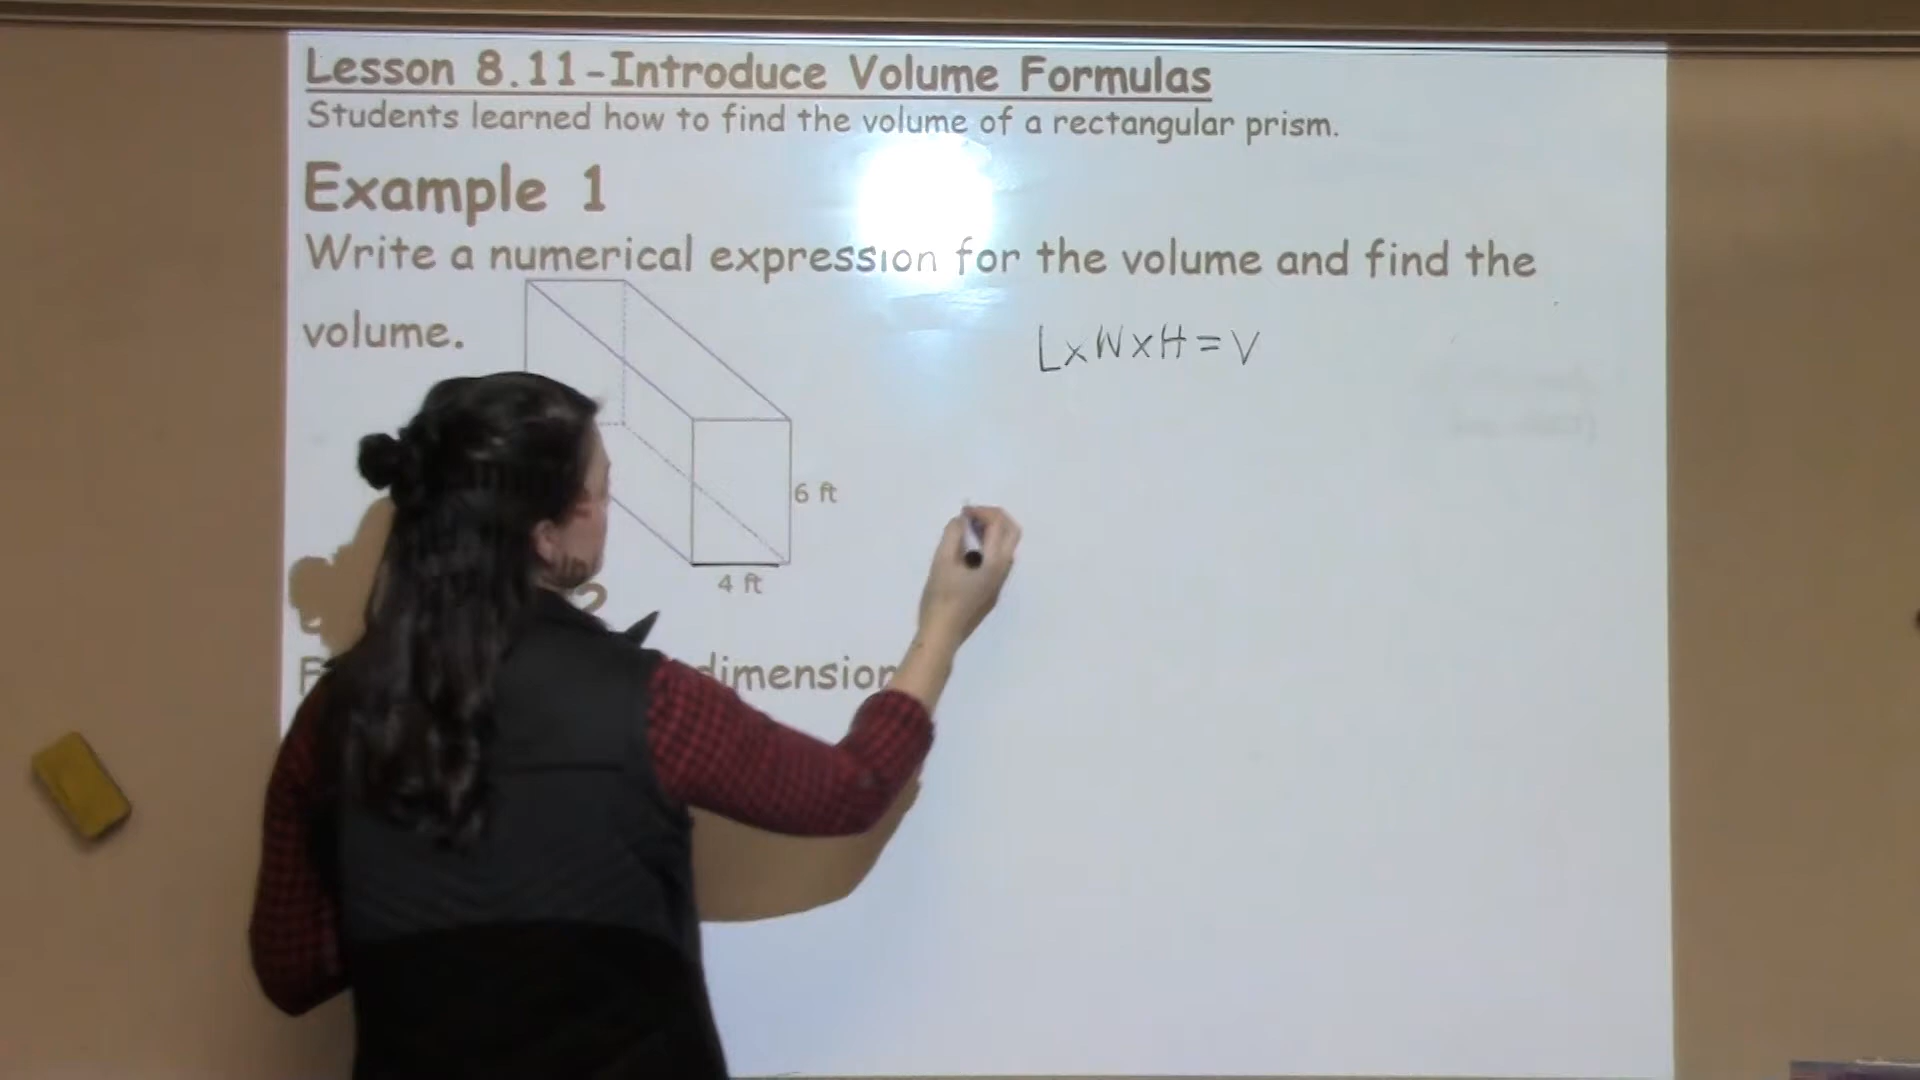 Lesson 8.11-Introduce Volume Formulas
Students learned how to find the volume of a rectangular prism.
Example 1
Write a numerical expression for the volume and find the
volume.
LxWxH=V
6 ft
4 ft